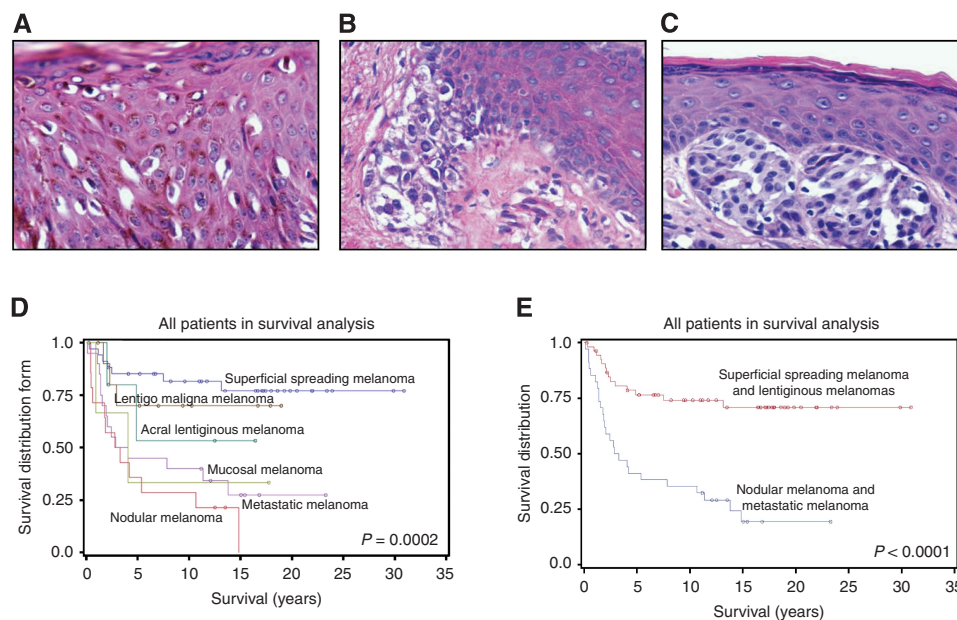 A
B
C
D
All patients in survival analysis
Survival distribution form
1.0
0.75
0.50
0.25
0.0
Superficial spreading melanoma
Lentigo maligna melanoma
Acral lentiginous melanoma
Mucosal melanoma
Metastatic melanoma
Nodular melanoma
P = 0.0002
0 5 10 15 20 25 30 35
Survival (years)
E
All patients in survival analysis
Survival distribution
1.0
0.75
0.50
0.25
0.0
Superficial spreading melanoma
and lentiginous melanomas
Nodular melanoma and
metastatic melanoma
P < 0.0001
0 5 10 15 20 25 30 35
Survival (years)